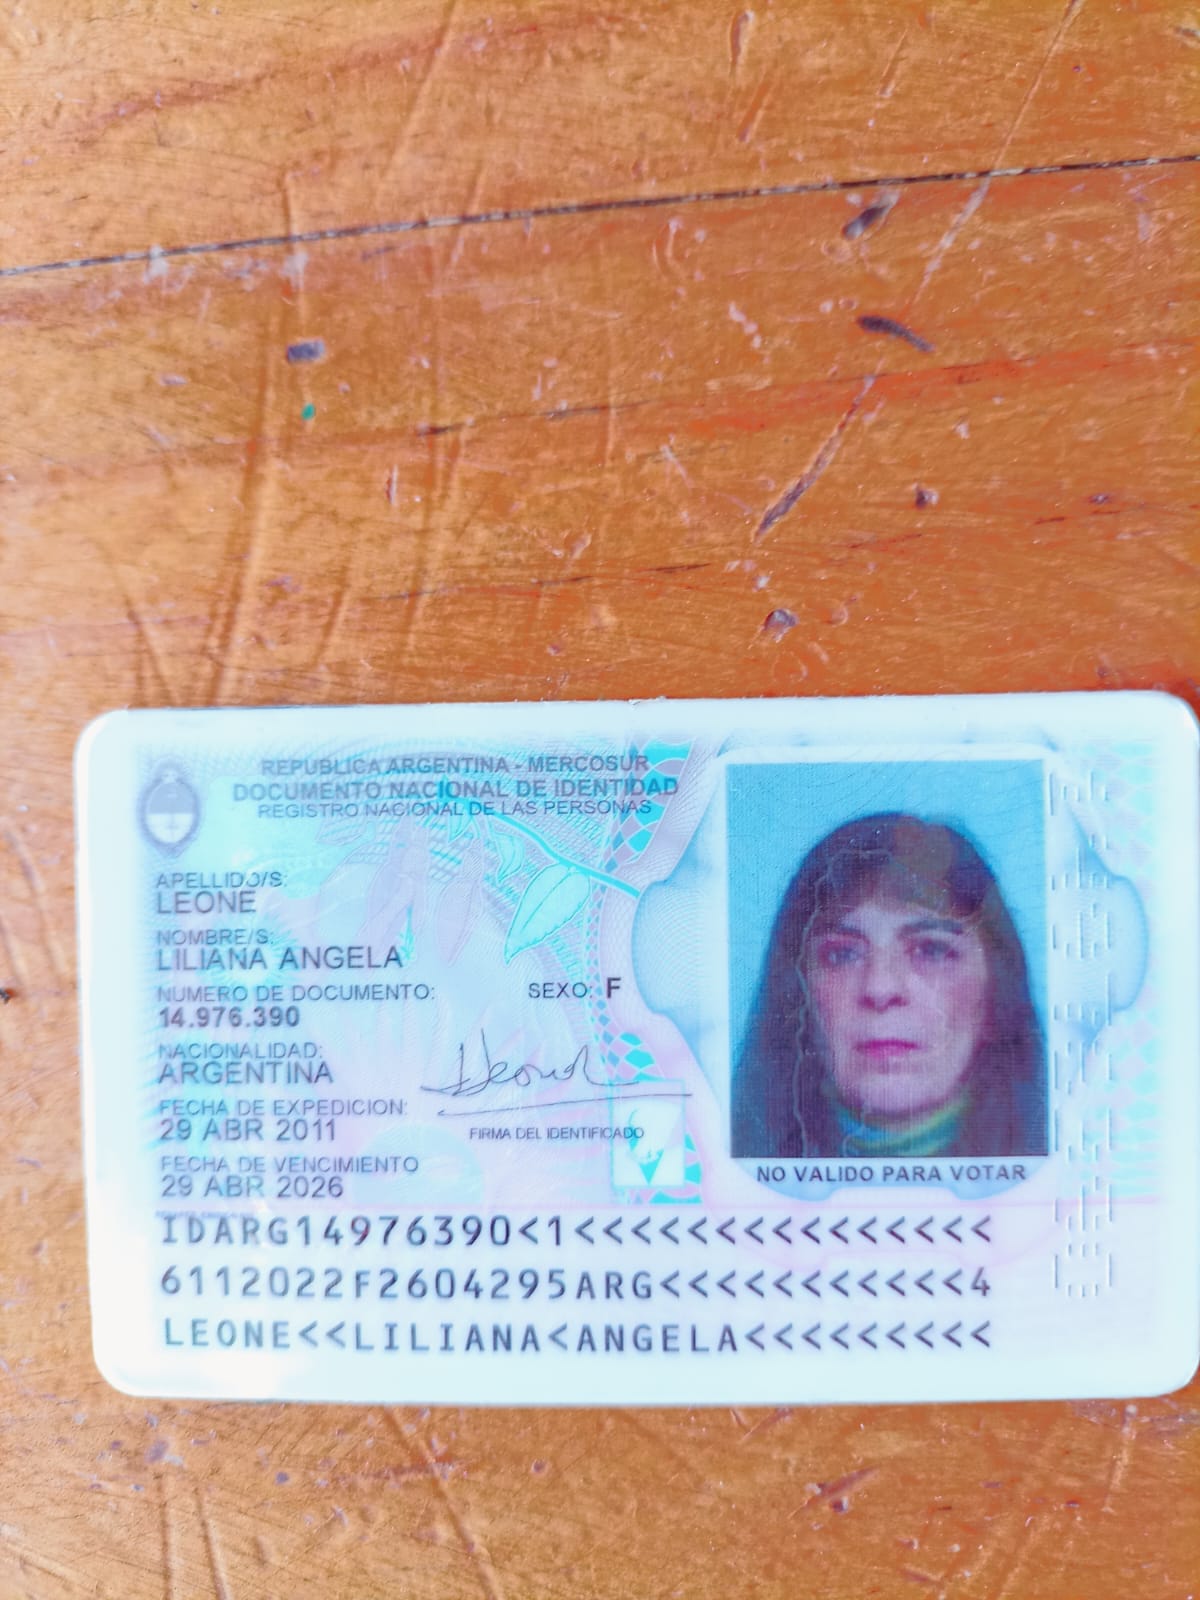 REPUBLICA ARGENTINA - MERCOSUR
DOCUMENTO NACIONAL DE IDENTIDAD
REGISTRO NACIONAL DE LAS PERSONAS
APELLIDO/S:
LEONE
NOMBRE/S:
LILIANA ANGELA
NUMERO DE DOCUMENTO: SEXO: F
14.976.390
NACIONALIDAD:
ARGENTINA
FECHA DE EXPEDICION:
29 ABR 2011
FIRMA DEL IDENTIFICADO
FECHA DE VENCIMIENTO
29 ABR 2026
NO VALIDO PARA VOTAR
IDARG14976390<1<<<<<<<<<<<<<<<
6112022F2604295ARG<<<<<<<<<<<<4
LEONE<<LILIANA<ANGELA<<<<<<<<<